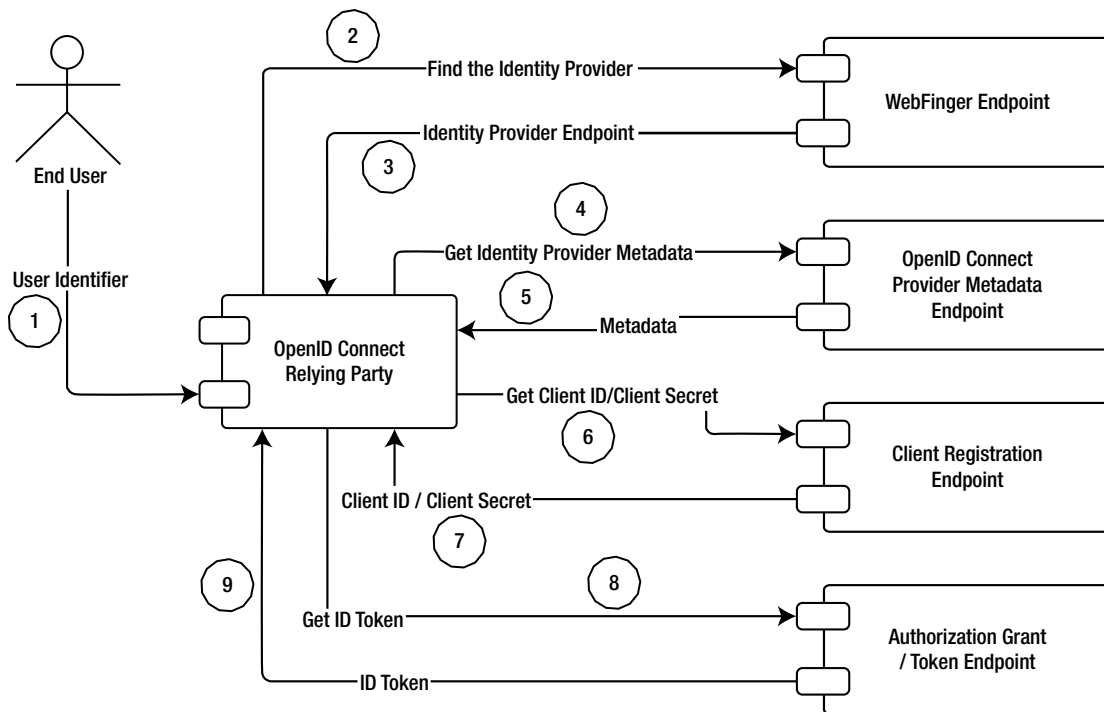 2
Find the Identity Provider
WebFinger Endpoint
Identity Provider Endpoint
3
End User
4
Get Identity Provider Metadata
OpenID Connect
Provider Metadata
Endpoint
User Identifier
1
5
Metadata
OpenID Connect
Relying Party
Get Client ID/Client Secret
6
Client Registration
Endpoint
Client ID / Client Secret
7
9
8
Get ID Token
Authorization Grant
/ Token Endpoint
ID Token